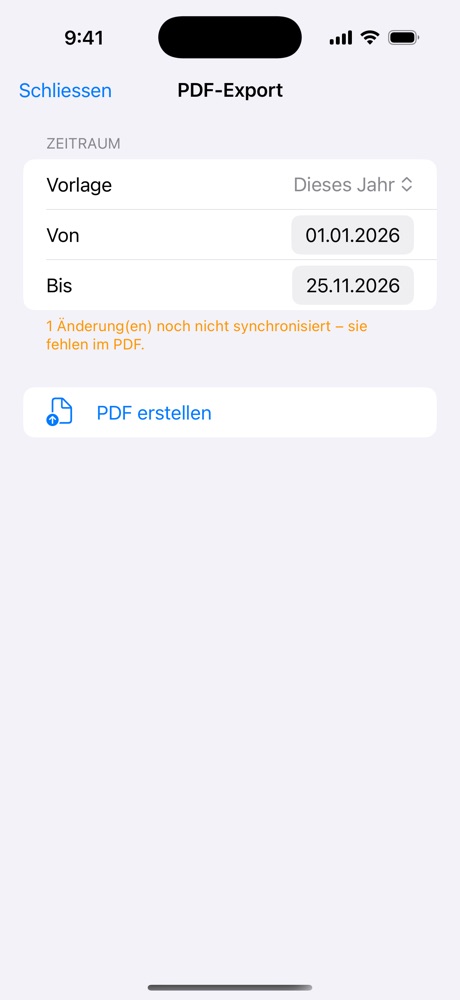 9:41
Schliessen
PDF-Export
ZEITRAUM
Vorlage
Dieses Jahr
Von
01.01.2026
Bis
25.11.2026
1 Änderung(en) noch nicht synchronisiert – sie
fehlen im PDF.
PDF erstellen